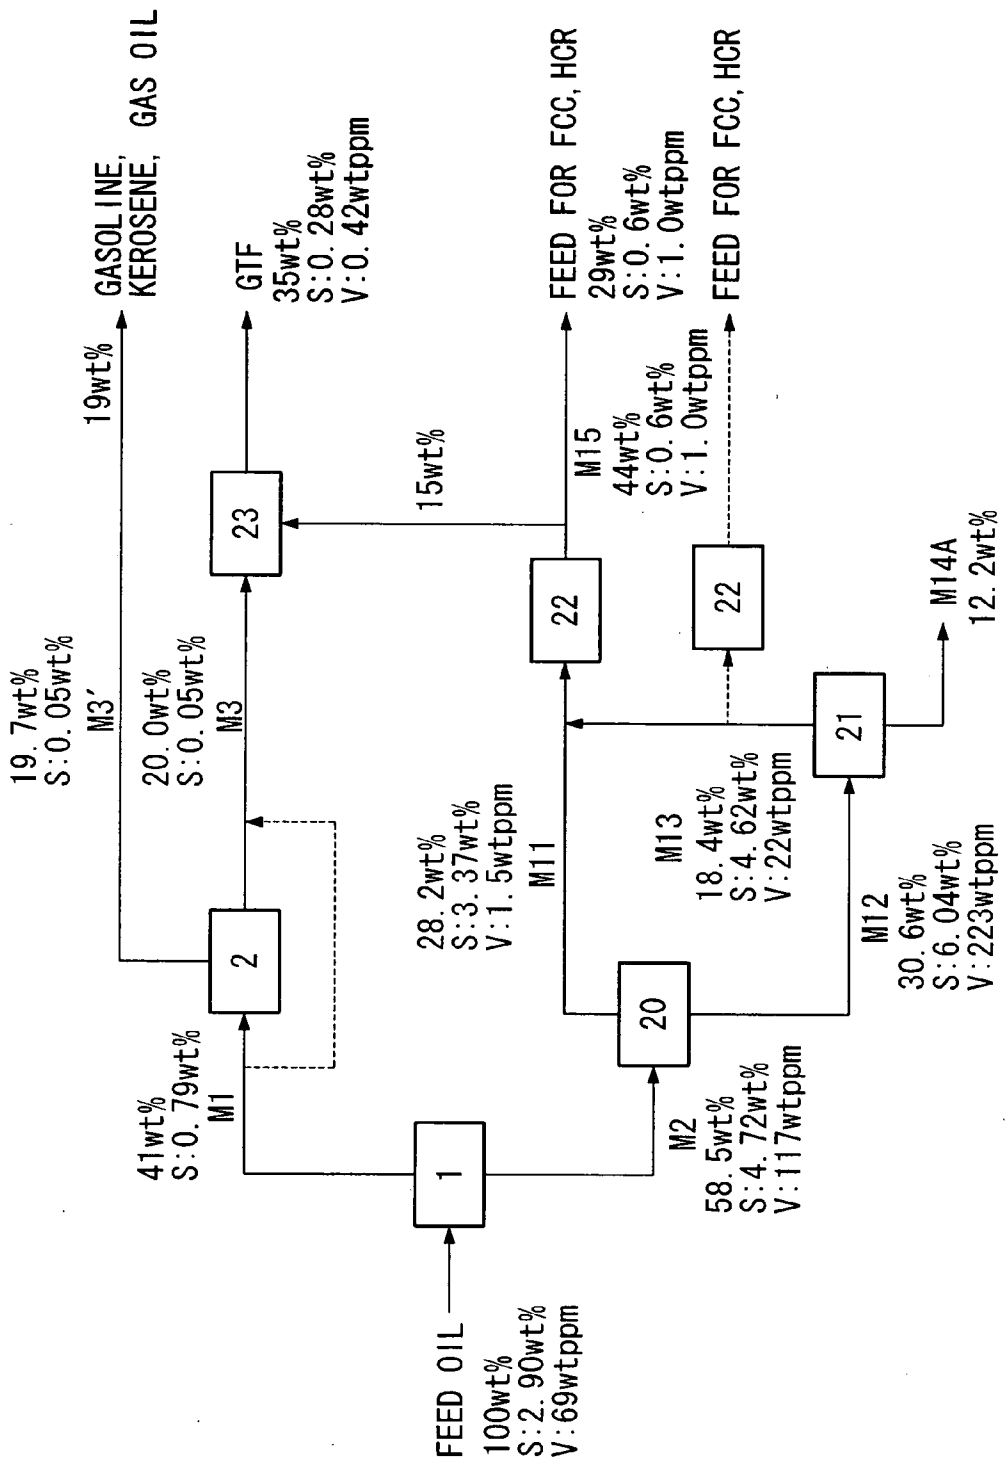 FEED OIL
100wt%
S:2.90wt%
V:69wtppm
1
41wt%
S:0.79wt%
M1
2
19.7wt%
S:0.05wt%
M3′
19wt%
GASOLINE,
KEROSENE, GAS OIL
20.0wt%
S:0.05wt%
M3
23
GTF
35wt%
S:0.28wt%
V:0.42wtppm
15wt%
M2
58.5wt%
S:4.72wt%
V:117wtppm
20
28.2wt%
S:3.37wt%
V:1.5wtppm
M11
22
M15
44wt%
S:0.6wt%
V:1.0wtppm
FEED FOR FCC, HCR
29wt%
S:0.6wt%
V:1.0wtppm
M13
18.4wt%
S:4.62wt%
V:22wtppm
22
FEED FOR FCC, HCR
M12
30.6wt%
S:6.04wt%
V:223wtppm
21
M14A
12.2wt%